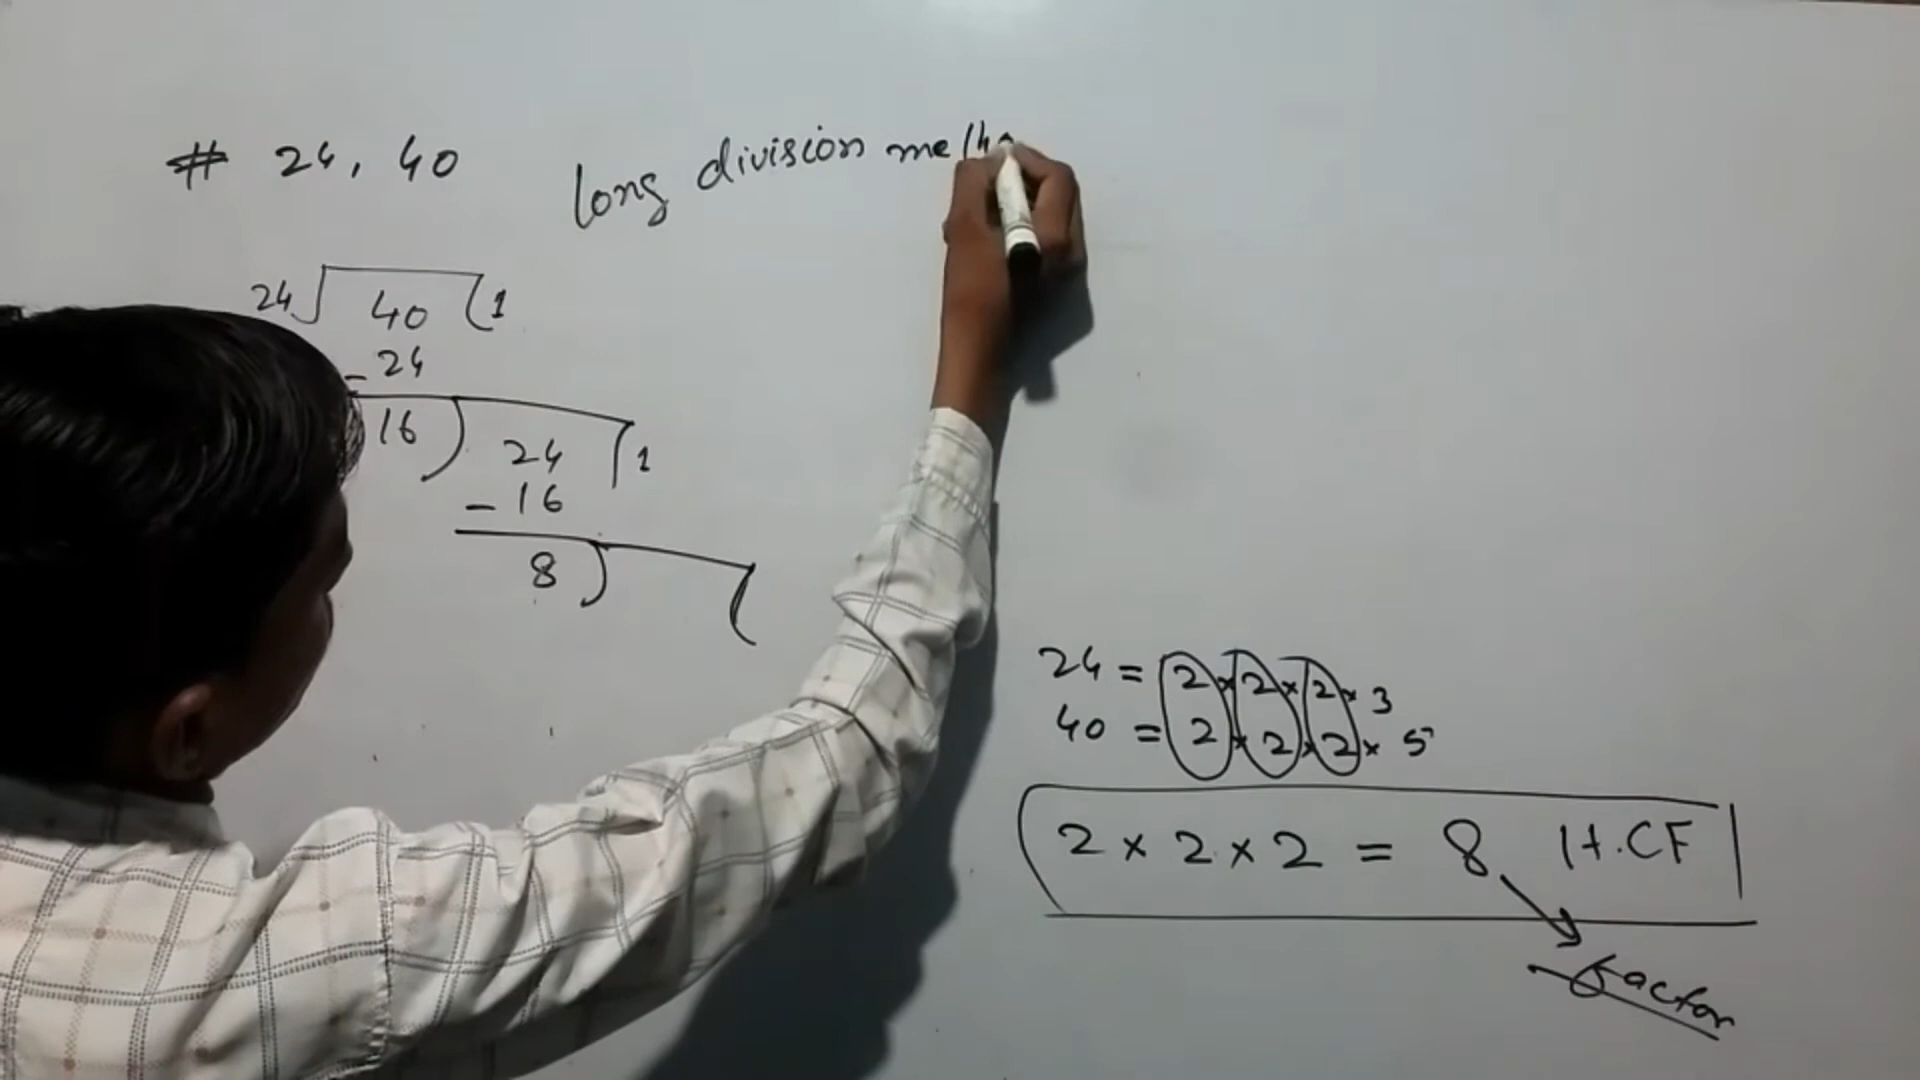 # 24, 40
long division metho
24 40 1
- 24
16 24 1
- 16
8
24 = 2 × 2 × 2 × 3
40 = 2 × 2 × 2 × 5
2 × 2 × 2 = 8 H.CF
factor